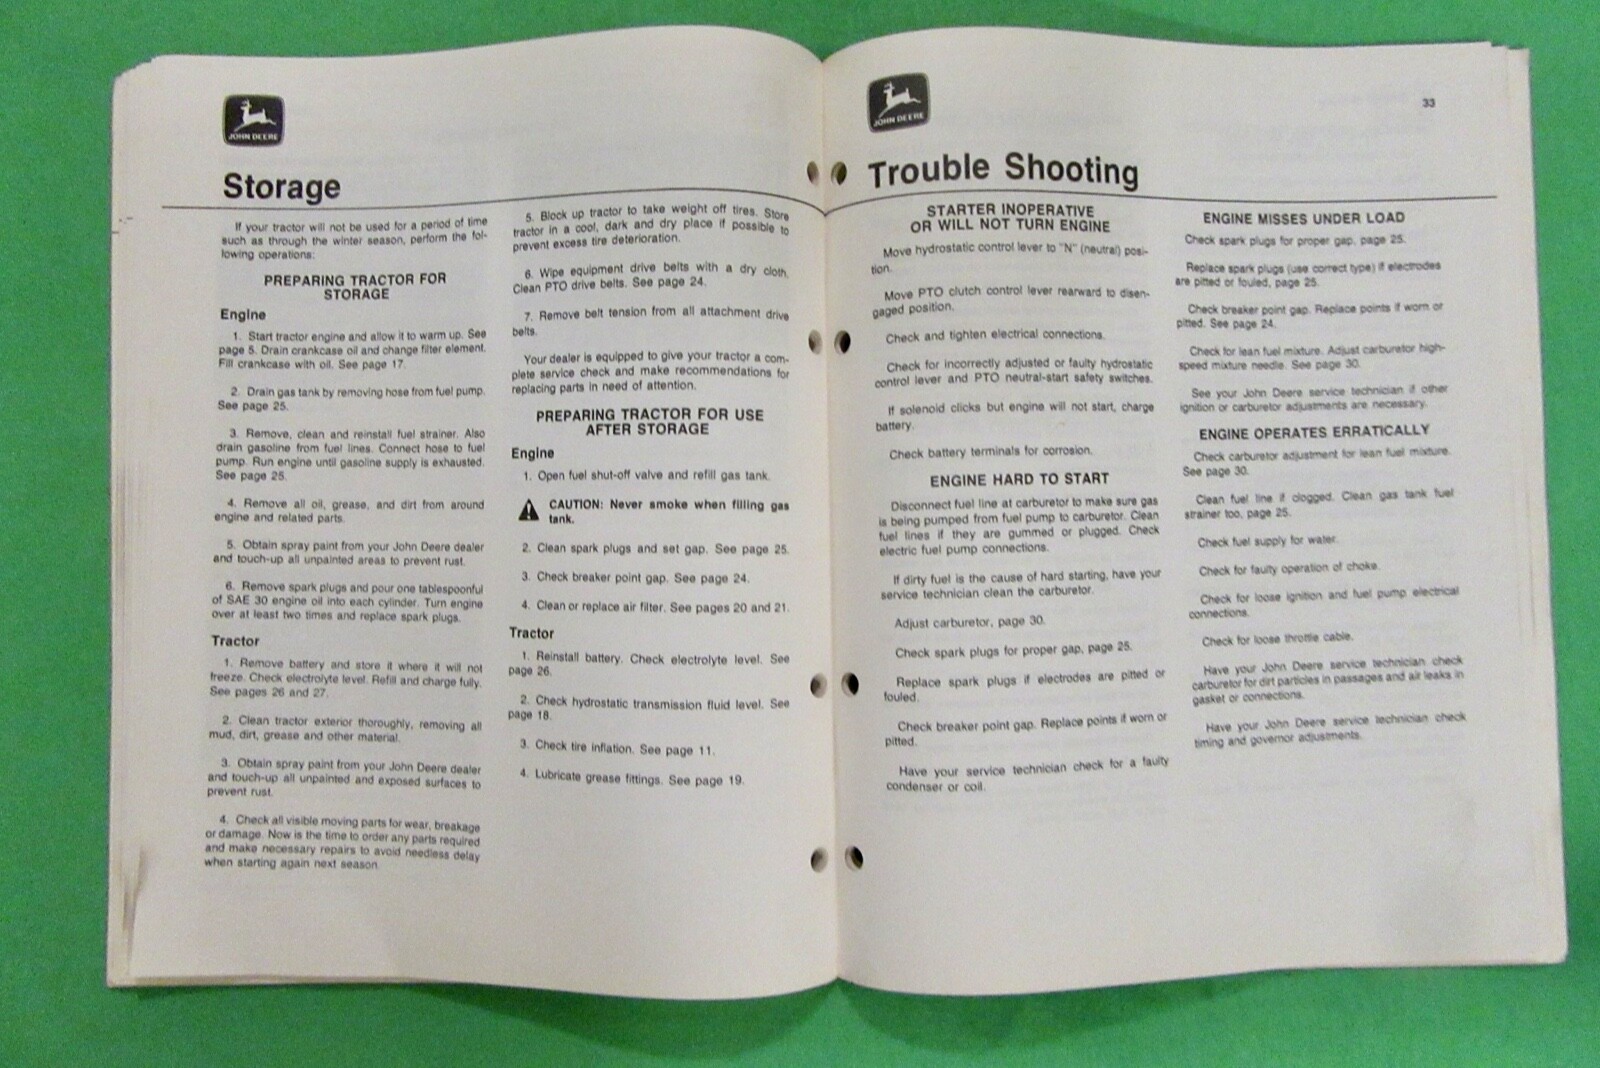 JOHN DEERE
Storage
If your tractor will not be used for a period of time
such as through the winter season, perform the fol-
lowing operations:
PREPARING TRACTOR FOR
STORAGE
Engine
1. Start tractor engine and allow it to warm up. See
page 5. Drain crankcase oil and change filter element.
Fill crankcase with oil. See page 17.
2. Drain gas tank by removing hose from fuel pump.
See page 25.
3. Remove, clean and reinstall fuel strainer. Also
drain gasoline from fuel lines. Connect hose to fuel
pump. Run engine until gasoline supply is exhausted.
See page 25.
4. Remove all oil, grease, and dirt from around
engine and related parts.
5. Obtain spray paint from your John Deere dealer
and touch-up all unpainted areas to prevent rust.
6. Remove spark plugs and pour one tablespoonful
of SAE 30 engine oil into each cylinder. Turn engine
over at least two times and replace spark plugs.
Tractor
1. Remove battery and store it where it will not
freeze. Check electrolyte level. Refill and charge fully.
See pages 26 and 27.
2. Clean tractor exterior thoroughly, removing all
mud, dirt, grease and other material.
3. Obtain spray paint from your John Deere dealer
and touch-up all unpainted and exposed surfaces to
prevent rust.
4. Check all visible moving parts for wear, breakage
or damage. Now is the time to order any parts required
and make necessary repairs to avoid needless delay
when starting again next season.
5. Block up tractor to take weight off tires. Store
tractor in a cool, dark and dry place if possible to
prevent excess tire deterioration.
6. Wipe equipment drive belts with a dry cloth.
Clean PTO drive belts. See page 24.
7. Remove belt tension from all attachment drive
belts.
Your dealer is equipped to give your tractor a com-
plete service check and make recommendations for
replacing parts in need of attention.
PREPARING TRACTOR FOR USE
AFTER STORAGE
Engine
1. Open fuel shut-off valve and refill gas tank.
CAUTION: Never smoke when filling gas
tank.
2. Clean spark plugs and set gap. See page 25.
3. Check breaker point gap. See page 24.
4. Clean or replace air filter. See pages 20 and 21.
Tractor
1. Reinstall battery. Check electrolyte level. See
page 26.
2. Check hydrostatic transmission fluid level. See
page 18.
3. Check tire inflation. See page 11.
4. Lubricate grease fittings. See page 19.
JOHN DEERE
33
Trouble Shooting
STARTER INOPERATIVE
OR WILL NOT TURN ENGINE
Move hydrostatic control lever to "N" (neutral) posi-
tion.
Move PTO clutch control lever rearward to disen-
gaged position.
Check and tighten electrical connections.
Check for incorrectly adjusted or faulty hydrostatic
control lever and PTO neutral-start safety switches.
If solenoid clicks but engine will not start, charge
battery.
Check battery terminals for corrosion.
ENGINE HARD TO START
Disconnect fuel line at carburetor to make sure gas
is being pumped from fuel pump to carburetor. Clean
fuel lines if they are gummed or plugged. Check
electric fuel pump connections.
If dirty fuel is the cause of hard starting, have your
service technician clean the carburetor.
Adjust carburetor, page 30.
Check spark plugs for proper gap, page 25.
Replace spark plugs if electrodes are pitted or
fouled.
Check breaker point gap. Replace points if worn or
pitted.
Have your service technician check for a faulty
condenser or coil.
ENGINE MISSES UNDER LOAD
Check spark plugs for proper gap, page 25.
Replace spark plugs (use correct type) if electrodes
are pitted or fouled, page 25.
Check breaker point gap. Replace points if worn or
pitted. See page 24.
Check for lean fuel mixture. Adjust carburetor high-
speed mixture needle. See page 30.
See your John Deere service technician if other
ignition or carburetor adjustments are necessary.
ENGINE OPERATES ERRATICALLY
Check carburetor adjustment for lean fuel mixture.
See page 30.
Clean fuel line if clogged. Clean gas tank fuel
strainer too, page 25.
Check fuel supply for water.
Check for faulty operation of choke.
Check for loose ignition and fuel pump electrical
connections.
Check for loose throttle cable.
Have your John Deere service technician check
carburetor for dirt particles in passages and air leaks in
gasket or connections.
Have your John Deere service technician check
timing and governor adjustments.